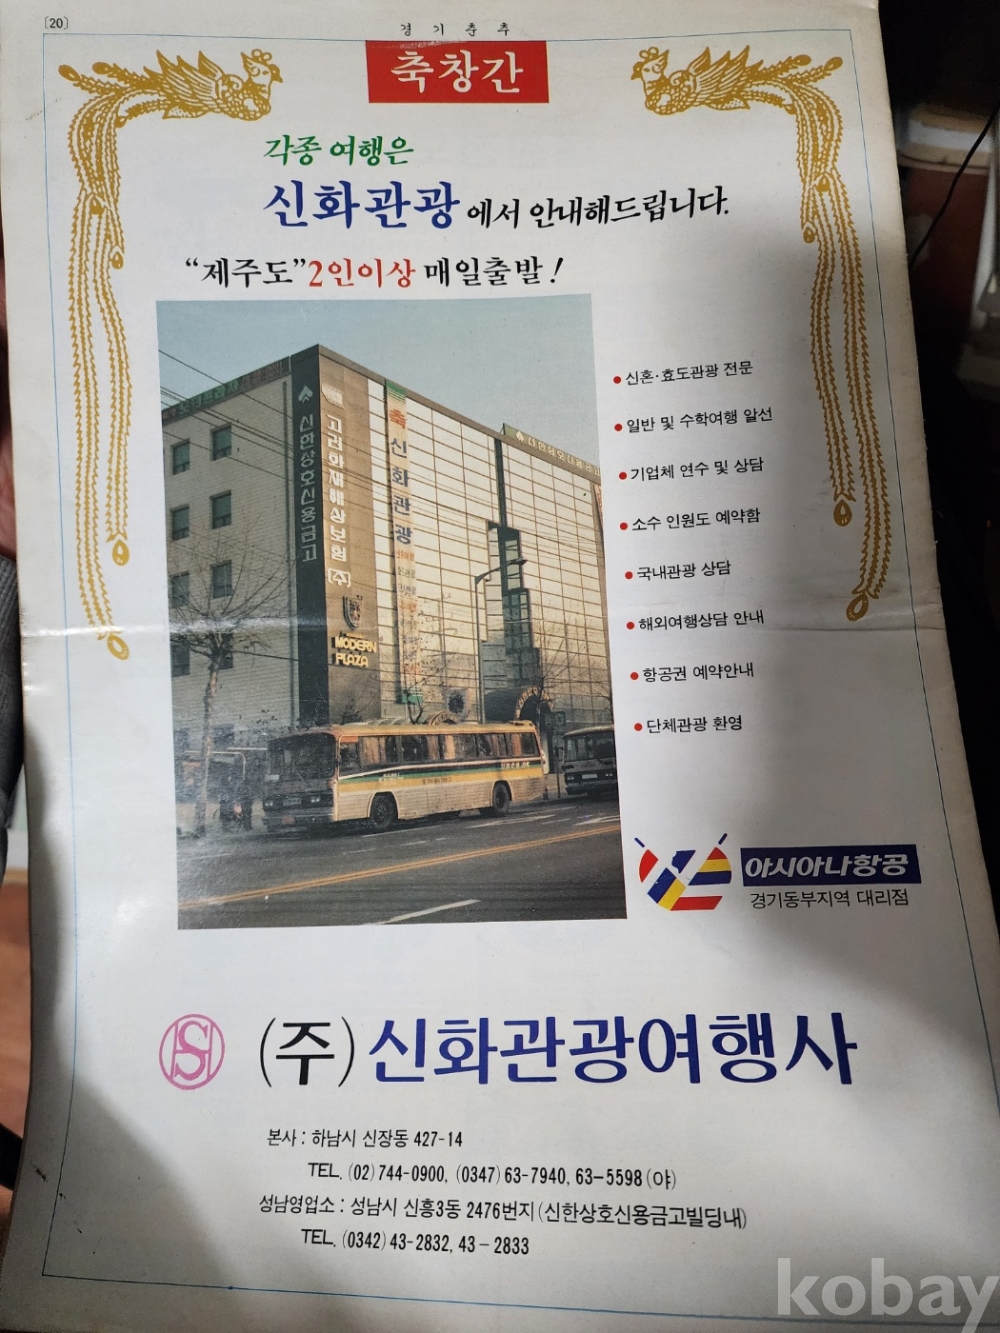 [20]
경기춘추
축창간
각종 여행은
신화관광에서 안내해드립니다.
“제주도”2인이상 매일출발!
신한상호신용금고
고려화재해상보험(주)
MODERN
PLAZA
축 신화관광
• 신혼·효도관광 전문
• 일반 및 수학여행 알선
• 기업체 연수 및 상담
• 소수 인원도 예약함
• 국내관광 상담
• 해외여행상담 안내
• 항공권 예약안내
• 단체관광 환영
아시아나항공
경기동부지역 대리점
(주)신화관광여행사
본사 : 하남시 신장동 427-14
TEL. (02)744-0900, (0347)63-7940, 63-5598(야)
성남영업소 : 성남시 신흥3동 2476번지(신한상호신용금고빌딩내)
TEL. (0342)43-2832, 43-2833
kobay